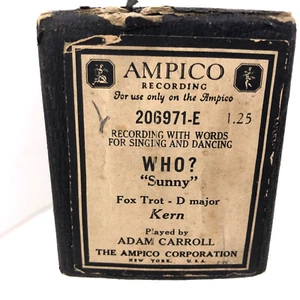 AMPICO
RECORDING
For use only on the Ampico
206971-E 1.25
RECORDING WITH WORDS
FOR SINGING AND DANCING
WHO?
"Sunny"
Fox Trot - D major
Kern
Played by
ADAM CARROLL
THE AMPICO CORPORATION
NEW YORK, U.S.A.